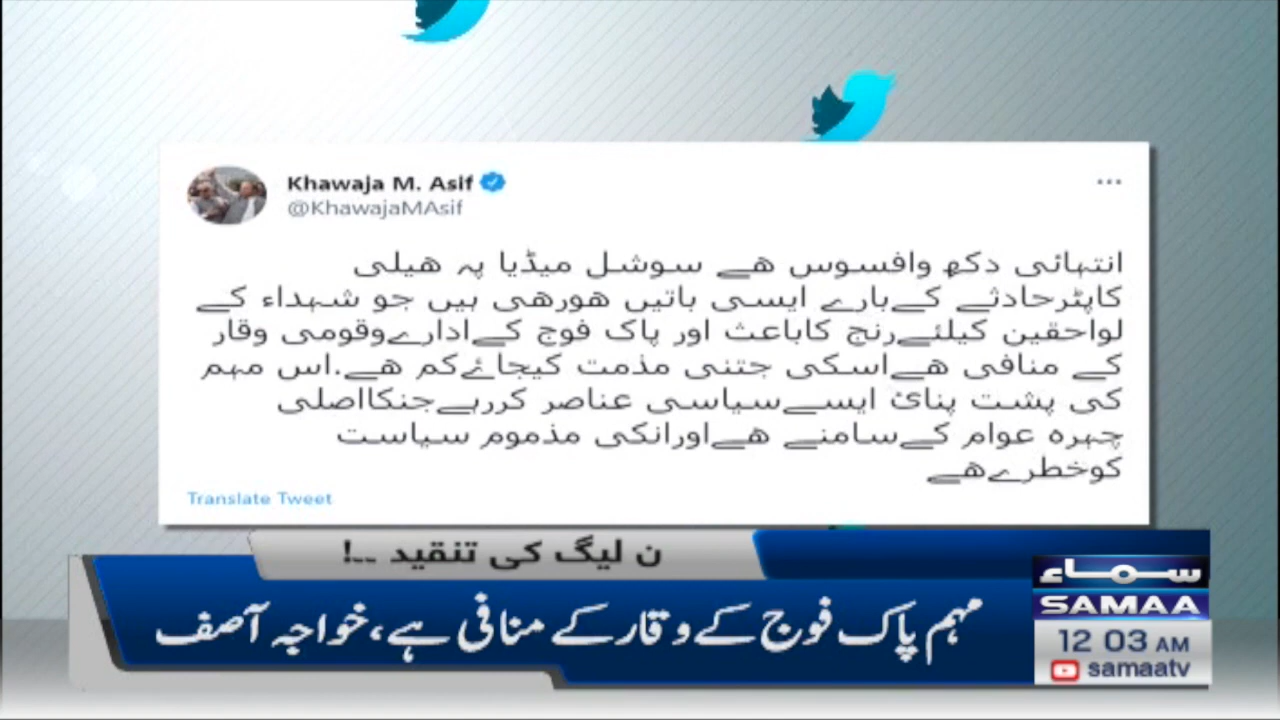 Khawaja M. Asif
@KhawajaMAsif
انتہائی دکھ وافسوس ھے سوشل میڈیا پہ ھیلی
کاپٹرحادثے کےبارے ایسی باتیں ھورھی ہیں جو شہداء کے
لواحقین کیلئےرنج کاباعث اور پاک فوج کےادارےوقومی وقار
کے منافی ھےاسکی جتنی مذمت کیجاۓکم ھے.اس مہم
کی پشت پنائ ایسےسیاسی عناصر کررہےجنکااصلی
چہرہ عوام کےسامنے ھےاورانکی مذموم سیاست
کوخطرےھے
Translate Tweet
ن لیگ کی تنقید ..!
مہم پاک فوج کے وقار کے منافی ہے، خواجہ آصف
سماء
SAMAA
12 03 AM
samaatv